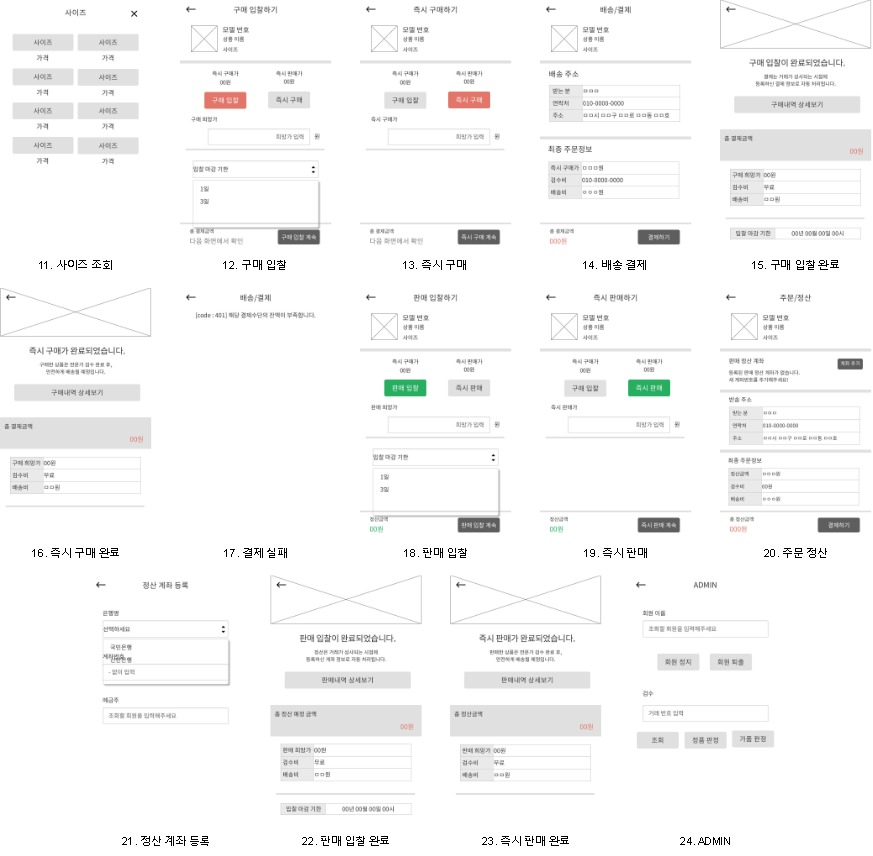 사이즈
사이즈 사이즈
가격 가격
사이즈 사이즈
가격 가격
사이즈 사이즈
가격 가격
사이즈 사이즈
가격 가격
11. 사이즈 조회
구매 입찰하기
모델 번호
상품 이름
사이즈
즉시 구매가 즉시 판매가
00원 00원
구매 입찰 즉시 구매
구매 희망가
희망가 입력 원
입찰 마감 기한
1일
3일
총 결제금액
다음 화면에서 확인
구매 입찰 계속
12. 구매 입찰
즉시 구매하기
모델 번호
상품 이름
사이즈
즉시 구매가 즉시 판매가
00원 00원
구매 입찰 즉시 구매
즉시 구매가
희망가 입력 원
총 결제금액
다음 화면에서 확인
즉시 구매 계속
13. 즉시 구매
배송/결제
모델 번호
상품 이름
사이즈
배송 주소
받는 분 ㅁㅁㅁ
연락처 010-0000-0000
주소 ㅁㅁ시 ㅁㅁ구 ㅁㅁ로 ㅁㅁ동 ㅁㅁ호
최종 주문정보
즉시 구매가 ㅇㅇㅇ원
검수비 010-0000-0000
배송비 ㅇㅇㅇ원
총 결제금액
000원
결제하기
14. 배송 결제
구매 입찰이 완료되었습니다.
결제는 거래가 성사되는 시점에
등록하신 결제 정보로 자동 처리됩니다.
구매내역 상세보기
총 결제금액
00원
구매 희망가 00원
검수비 무료
배송비 ㅁㅁ원
입찰 마감 기한 00년 00월 00일 00시
15. 구매 입찰 완료
즉시 구매가 완료되었습니다.
구매한 상품은 전문가 검수 완료 후,
안전하게 배송될 예정입니다.
구매내역 상세보기
총 결제금액
00원
구매 희망가 00원
검수비 무료
배송비 ㅁㅁ원
16. 즉시 구매 완료
배송/결제
[code : 401] 해당 결제수단의 잔액이 부족합니다.
17. 결제 실패
판매 입찰하기
모델 번호
상품 이름
사이즈
즉시 구매가 즉시 판매가
00원 00원
판매 입찰 즉시 판매
판매 희망가
희망가 입력 원
입찰 마감 기한
1일
3일
정산금액
00원
판매 입찰 계속
18. 판매 입찰
즉시 판매하기
모델 번호
상품 이름
사이즈
즉시 구매가 즉시 판매가
00원 00원
구매 입찰 즉시 판매
즉시 판매가
희망가 입력 원
정산금액
00원
즉시 판매 계속
19. 즉시 판매
주문/정산
모델 번호
상품 이름
사이즈
판매 정산 계좌
계좌 추가
등록된 판매 정산 계좌가 없습니다.
새 계좌번호를 추가해주세요!
반송 주소
받는 분 ㅁㅁㅁ
연락처 010-0000-0000
주소 ㅁㅁ시 ㅁㅁ구 ㅁㅁ로 ㅁㅁ동 ㅁㅁ호
최종 주문정보
정산금액 ㅇㅇㅇ원
검수비 00원
배송비 ㅇㅇㅇ원
총 정산금액
000원
결제하기
20. 주문 정산
정산 계좌 등록
은행명
선택하세요
국민은행
신한은행
계좌번호
- 없이 입력
예금주
조회할 회원을 입력해주세요
21. 정산 계좌 등록
판매 입찰이 완료되었습니다.
정산은 거래가 성사되는 시점에
등록하신 계좌 정보로 자동 처리됩니다.
판매내역 상세보기
총 정산 예정 금액
00원
판매 희망가 00원
검수비 무료
배송비 ㅁㅁ원
입찰 마감 기한 00년 00월 00일 00시
22. 판매 입찰 완료
즉시 판매가 완료되었습니다.
판매한 상품은 전문가 검수 완료 후,
안전하게 배송될 예정입니다.
판매내역 상세보기
총 정산금액
00원
판매 희망가 00원
검수비 무료
배송비 ㅁㅁ원
23. 즉시 판매 완료
ADMIN
회원 이름
조회할 회원을 입력해주세요
회원 정지 회원 퇴출
검수
거래 번호 입력
조회 정품 판정 가품 판정
24. ADMIN